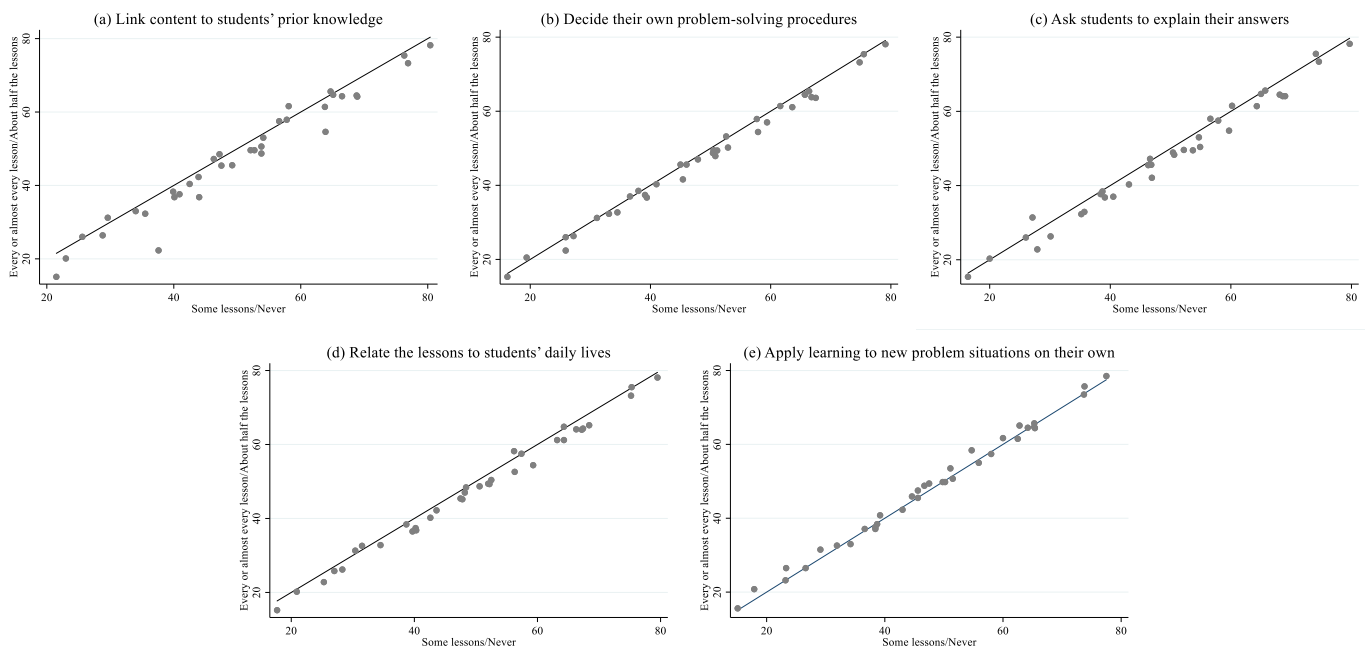 (a) Link content to students’ prior knowledge
Every or almost every lesson/About half the lessons
80
60
40
20
20 40 60 80
Some lessons/Never
(b) Decide their own problem-solving procedures
Every or almost every lesson/About half the lessons
80
60
40
20
20 40 60 80
Some lessons/Never
(c) Ask students to explain their answers
Every or almost every lesson/About half the lessons
80
60
40
20
20 40 60 80
Some lessons/Never
(d) Relate the lessons to students’ daily lives
Every or almost every lesson/About half the lessons
80
60
40
20
20 40 60 80
Some lessons/Never
(e) Apply learning to new problem situations on their own
Every or almost every lesson/About half the lessons
80
60
40
20
20 40 60 80
Some lessons/Never